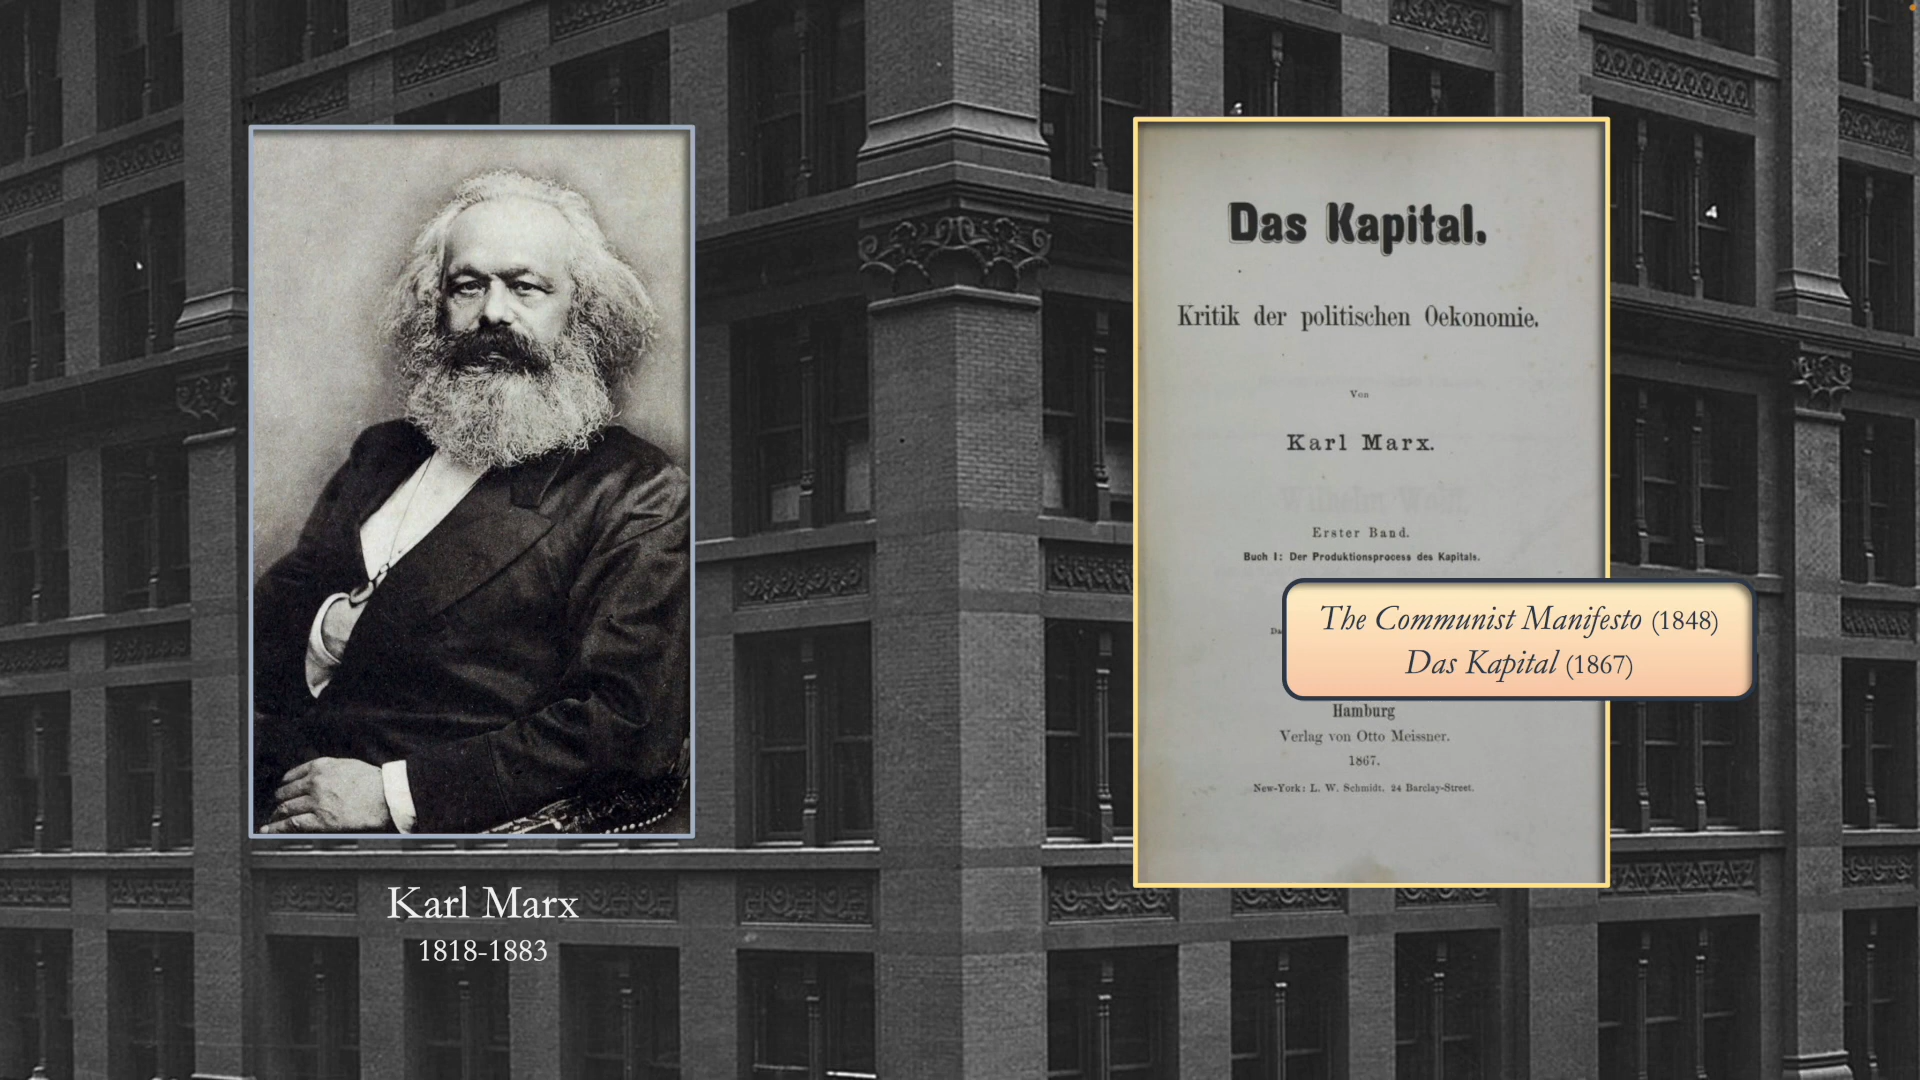 Das Kapital.
Kritik der politischen Oekonomie.
Von
Karl Marx.
Erster Band.
Buch I: Der Produktionsprocess des Kapitals.
The Communist Manifesto (1848)
Das Kapital (1867)
Hamburg
Verlag von Otto Meissner.
1867.
New-York: L. W. Schmidt. 24 Barclay-Street.
Karl Marx
1818-1883